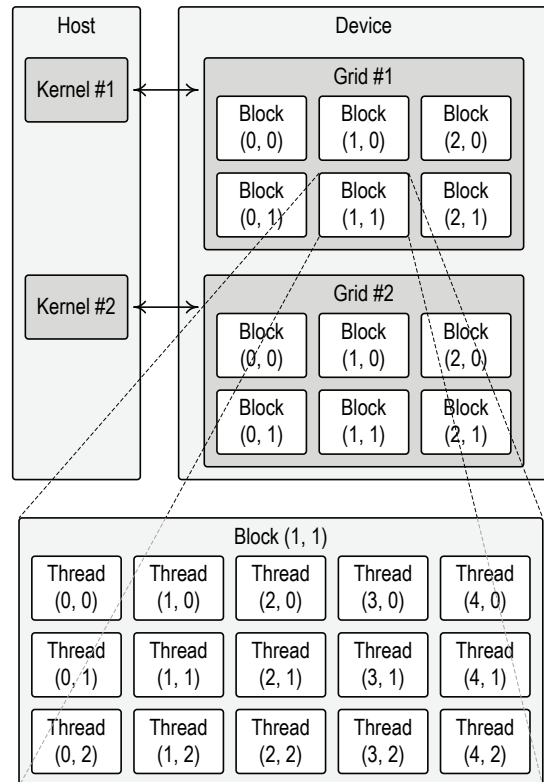 Host
Device
Kernel #1
Grid #1
Block
(0, 0)
Block
(1, 0)
Block
(2, 0)
Block
(0, 1)
Block
(1, 1)
Block
(2, 1)
Kernel #2
Grid #2
Block
(0, 0)
Block
(1, 0)
Block
(2, 0)
Block
(0, 1)
Block
(1, 1)
Block
(2, 1)
Block (1, 1)
Thread
(0, 0)
Thread
(1, 0)
Thread
(2, 0)
Thread
(3, 0)
Thread
(4, 0)
Thread
(0, 1)
Thread
(1, 1)
Thread
(2, 1)
Thread
(3, 1)
Thread
(4, 1)
Thread
(0, 2)
Thread
(1, 2)
Thread
(2, 2)
Thread
(3, 2)
Thread
(4, 2)